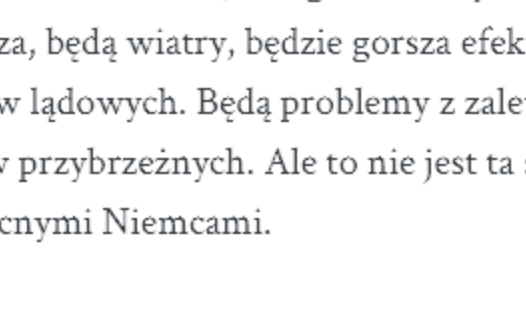 za, będą wiatry, będzie gorsza efek
w lądowych. Będą problemy z zale
w przybrzeżnych. Ale to nie jest ta
cnymi Niemcami.